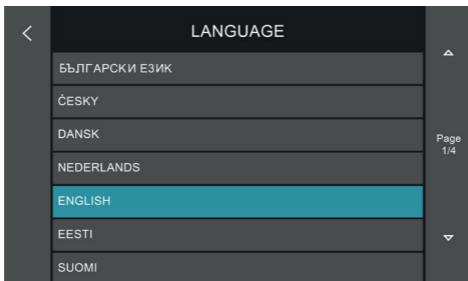 LANGUAGE
БЪЛГАРСКИ ЕЗИК
ČESKY
DANSK
NEDERLANDS
ENGLISH
EESTI
SUOMI
Page
1/4